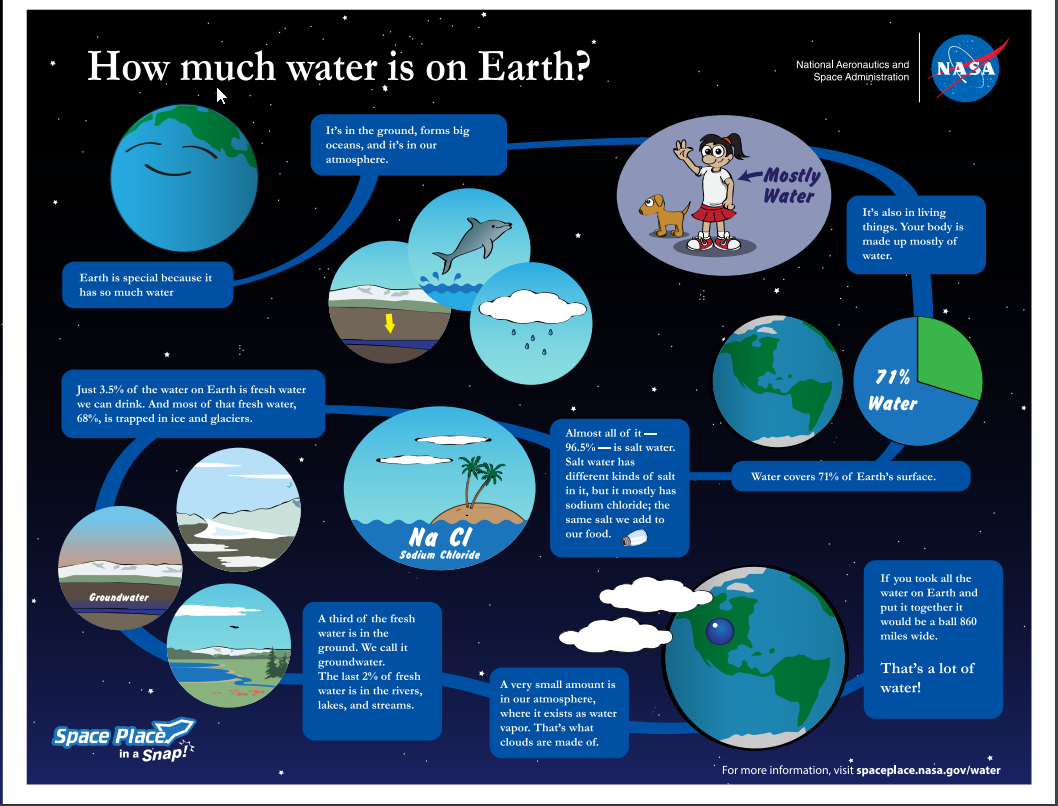 How much water is on Earth?
National Aeronautics and
Space Administration
NASA
Earth is special because it
has so much water
It's in the ground, forms big
oceans, and it's in our
atmosphere.
Mostly
Water
It's also in living
things. Your body is
made up mostly of
water.
71%
Water
Water covers 71% of Earth's surface.
Almost all of it —
96.5% — is salt water.
Salt water has
different kinds of salt
in it, but it mostly has
sodium chloride; the
same salt we add to
our food.
Na Cl
Sodium Chloride
Just 3.5% of the water on Earth is fresh water
we can drink. And most of that fresh water,
68%, is trapped in ice and glaciers.
Groundwater
A third of the fresh
water is in the
ground. We call it
groundwater.
The last 2% of fresh
water is in the rivers,
lakes, and streams.
A very small amount is
in our atmosphere,
where it exists as water
vapor. That's what
clouds are made of.
If you took all the
water on Earth and
put it together it
would be a ball 860
miles wide.
That's a lot of
water!
Space Place
in a Snap!
For more information, visit spaceplace.nasa.gov/water